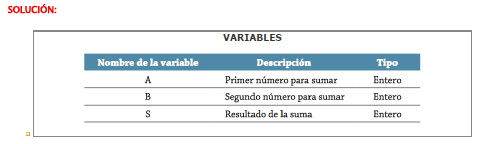 SOLUCIÓN:
VARIABLES
Nombre de la variable Descripción Tipo
A Primer número para sumar Entero
B Segundo número para sumar Entero
S Resultado de la suma Entero